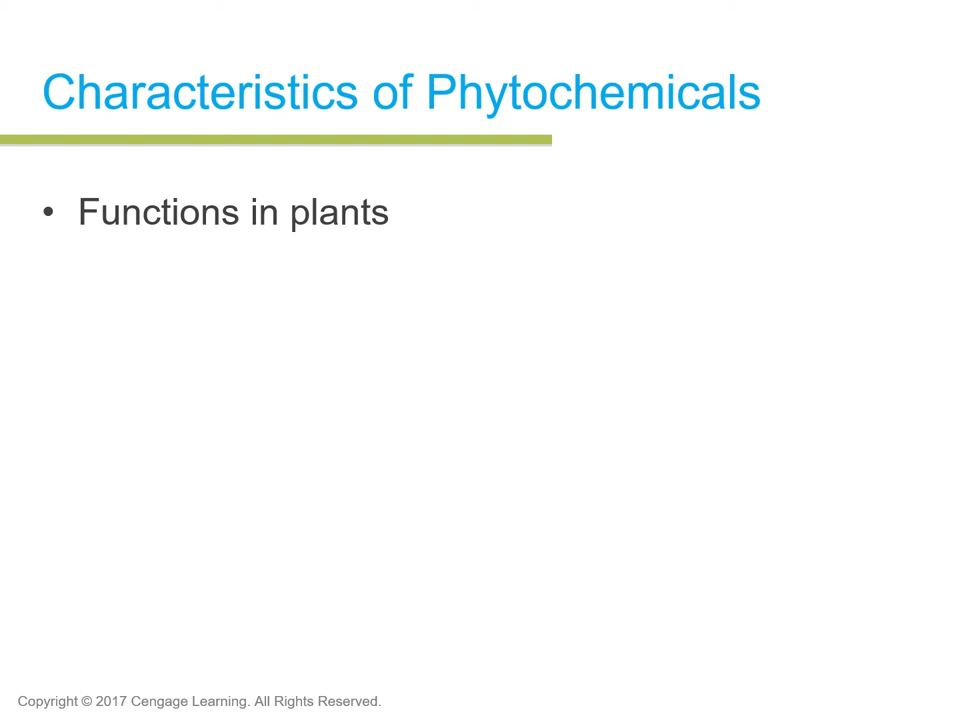 Characteristics of Phytochemicals
• Functions in plants
Copyright © 2017 Cengage Learning. All Rights Reserved.